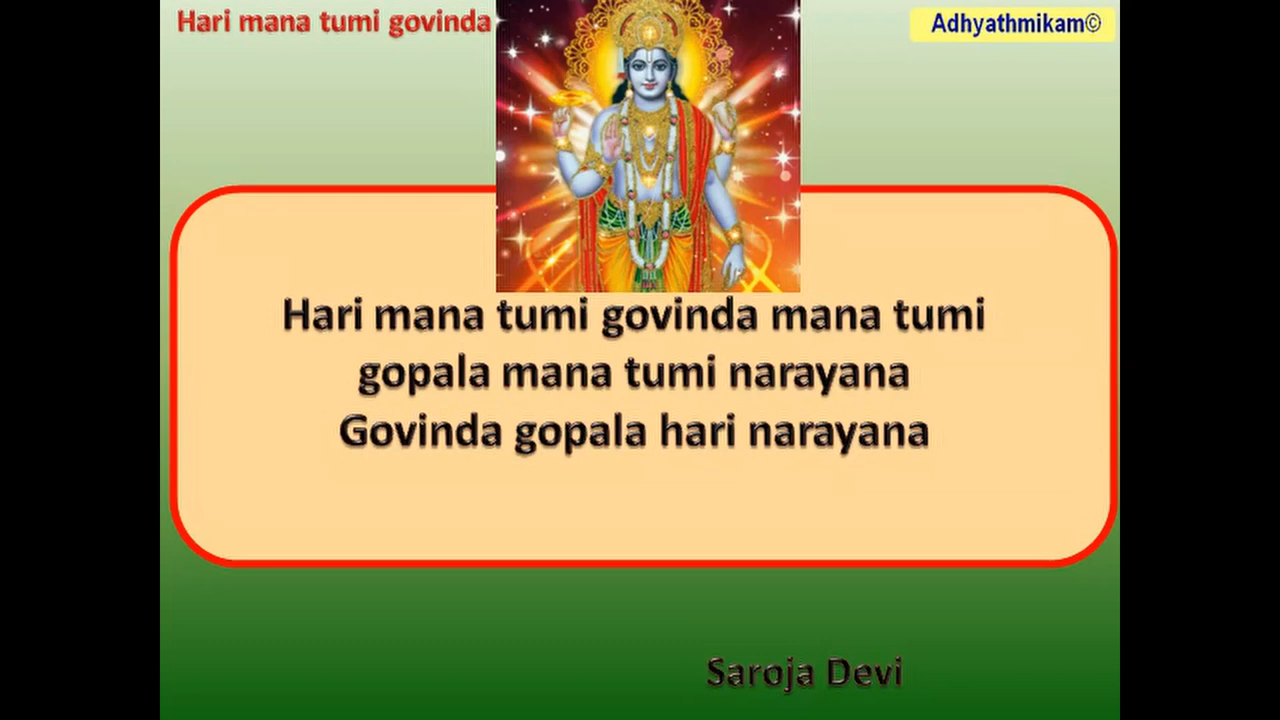 Hari mana tumi govinda
Adhyathmikam©
Hari mana tumi govinda mana tumi
gopala mana tumi narayana
Govinda gopala hari narayana
Saroja Devi